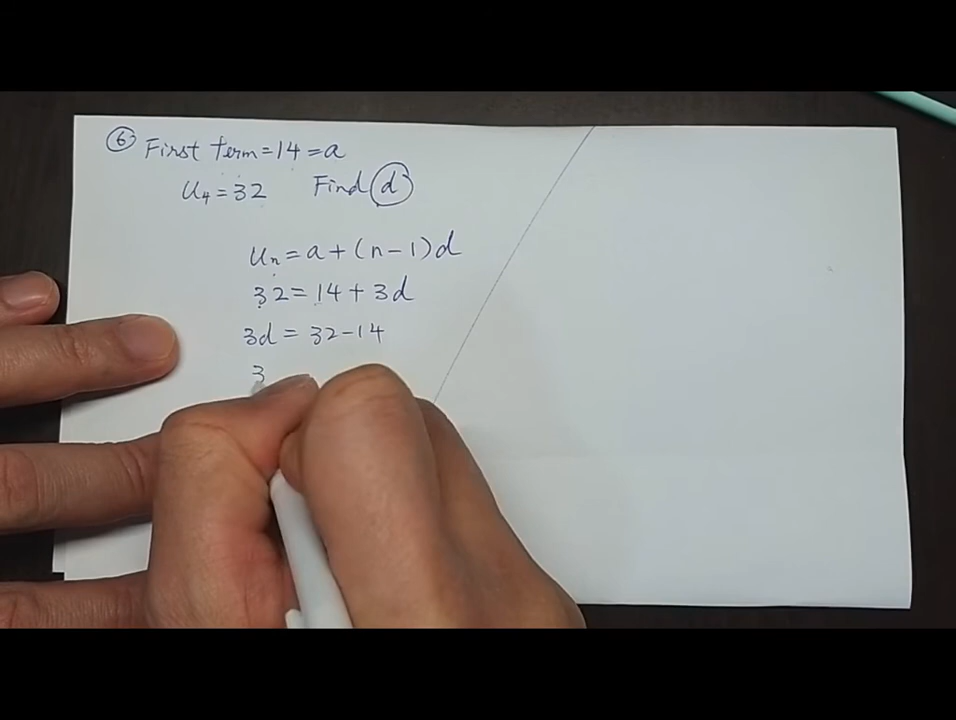 ⑥ First term = 14 = a
U₄ = 32 Find d
Uₙ = a + (n - 1)d
32 = 14 + 3d
3d = 32 - 14
3